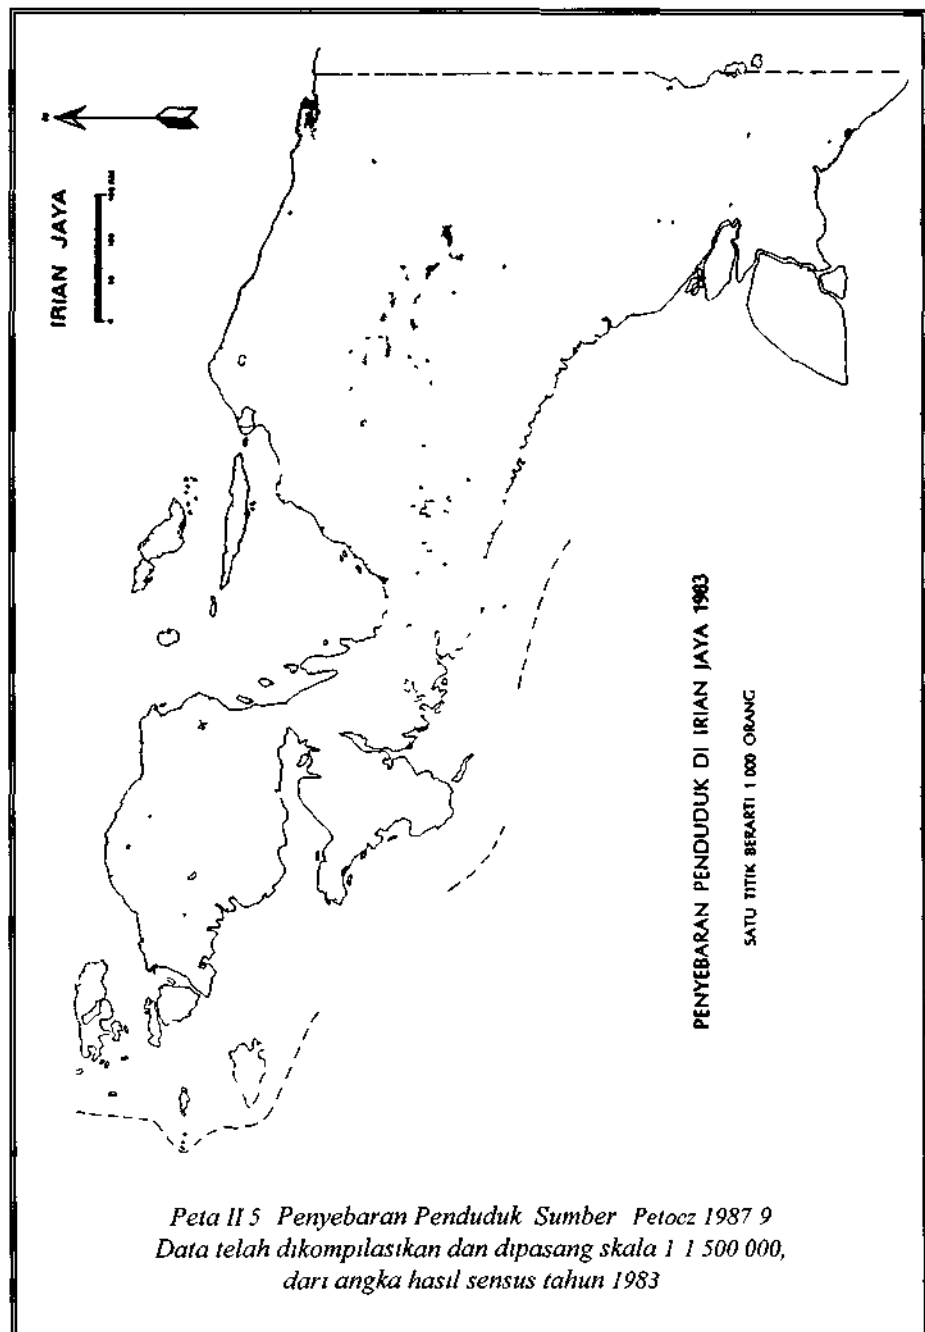 IRIAN JAYA
PENYEBARAN PENDUDUK DI IRIAN JAYA 1983
SATU TITIK BERARTI 1 000 ORANG
Peta II 5 Penyebaran Penduduk Sumber Petocz 1987 9
Data telah dikompilasikan dan dipasang skala 1 1 500 000,
dari angka hasil sensus tahun 1983